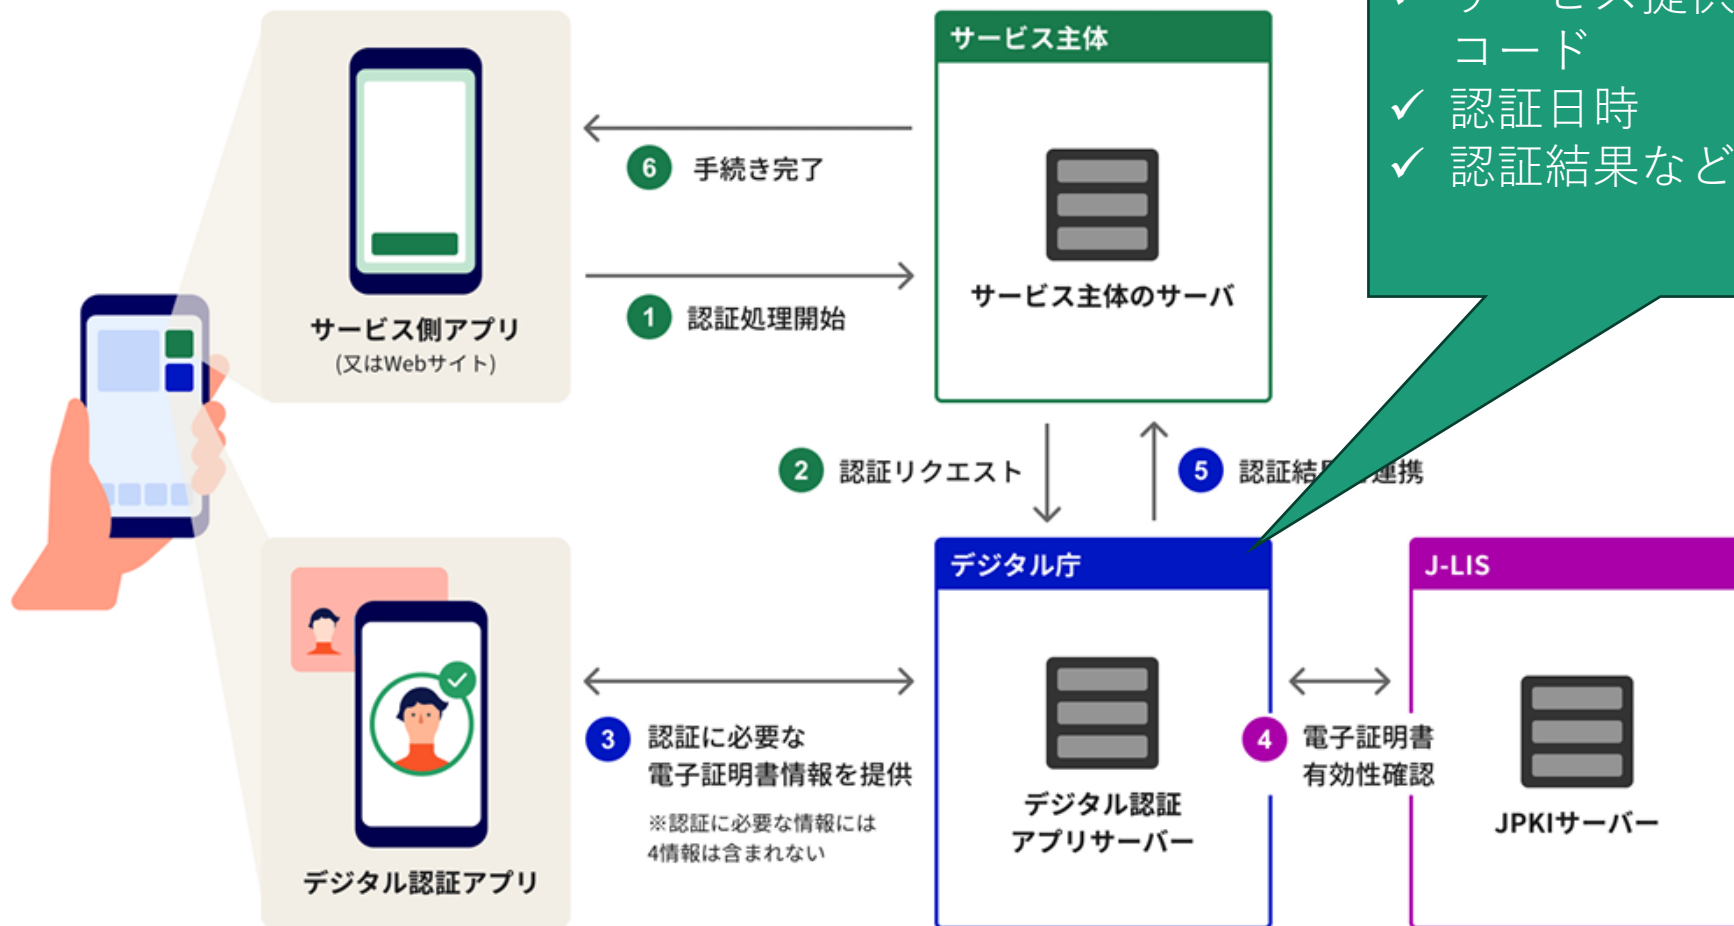 サービス提供
コード
✓ 認証日時
✓ 認証結果など
サービス主体
サービス主体のサーバ
6 手続き完了
1 認証処理開始
サービス側アプリ
(又はWebサイト)
2 認証リクエスト
5 認証結
連携
デジタル庁
デジタル認証
アプリサーバー
J-LIS
JPKIサーバー
3 認証に必要な
電子証明書情報を提供
※認証に必要な情報には
4情報は含まれない
4 電子証明書
有効性確認
デジタル認証アプリ